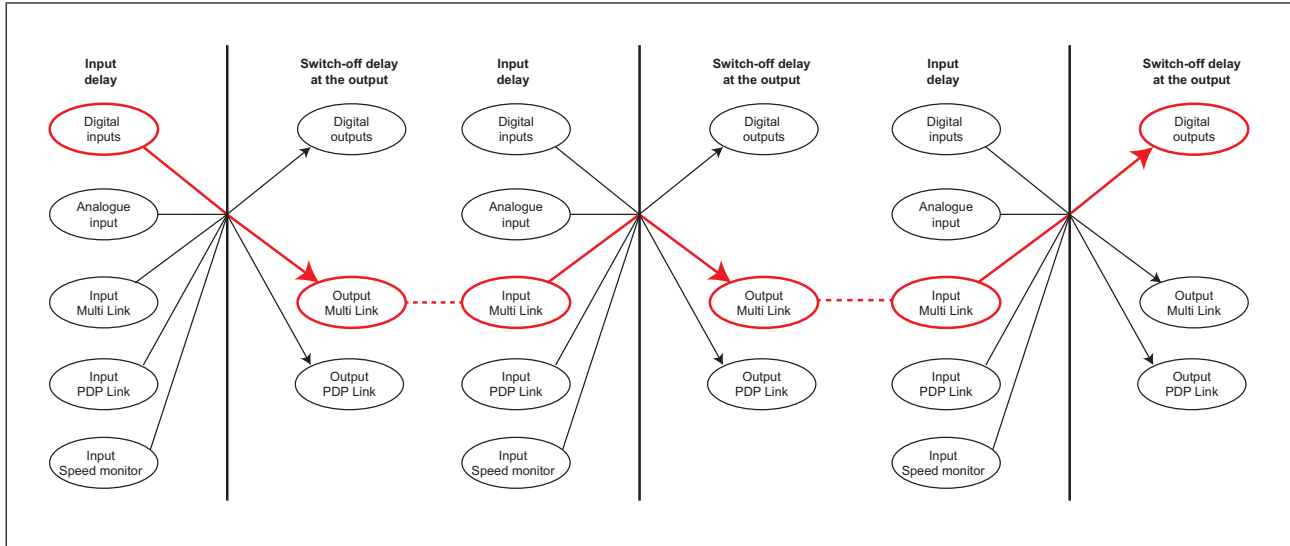 Input
delay
Switch-off delay
at the output
Digital
inputs
Digital
outputs
Analogue
input
Input
Multi Link
Output
Multi Link
Input
PDP Link
Output
PDP Link
Input
Speed monitor
Input
delay
Switch-off delay
at the output
Digital
inputs
Digital
outputs
Analogue
input
Input
Multi Link
Output
Multi Link
Input
PDP Link
Output
PDP Link
Input
Speed monitor
Input
delay
Switch-off delay
at the output
Digital
inputs
Digital
outputs
Analogue
input
Input
Multi Link
Output
Multi Link
Input
PDP Link
Output
PDP Link
Input
Speed monitor